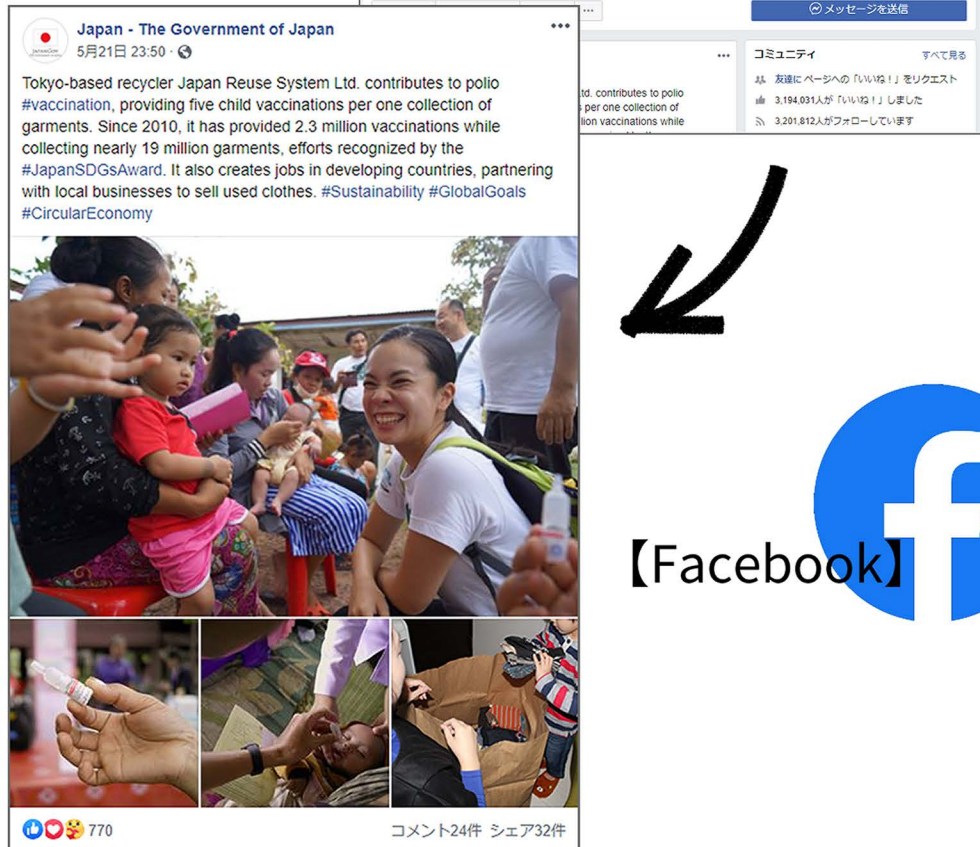 Japan - The Government of Japan
5月21日 23:50 ·
Tokyo-based recycler Japan Reuse System Ltd. contributes to polio
#vaccination, providing five child vaccinations per one collection of
garments. Since 2010, it has provided 2.3 million vaccinations while
collecting nearly 19 million garments, efforts recognized by the
#JapanSDGsAward. It also creates jobs in developing countries, partnering
with local businesses to sell used clothes. #Sustainability #GlobalGoals
#CircularEconomy
770
コメント24件 シェア32件
メッセージを送信
td. contributes to polio
s per one collection of
lion vaccinations while
コミュニティ
すべて見る
友達に ページへの「いいね！」をリクエスト
3,194,031人が「いいね！」しました
3,201,812人がフォローしています
【Facebook】